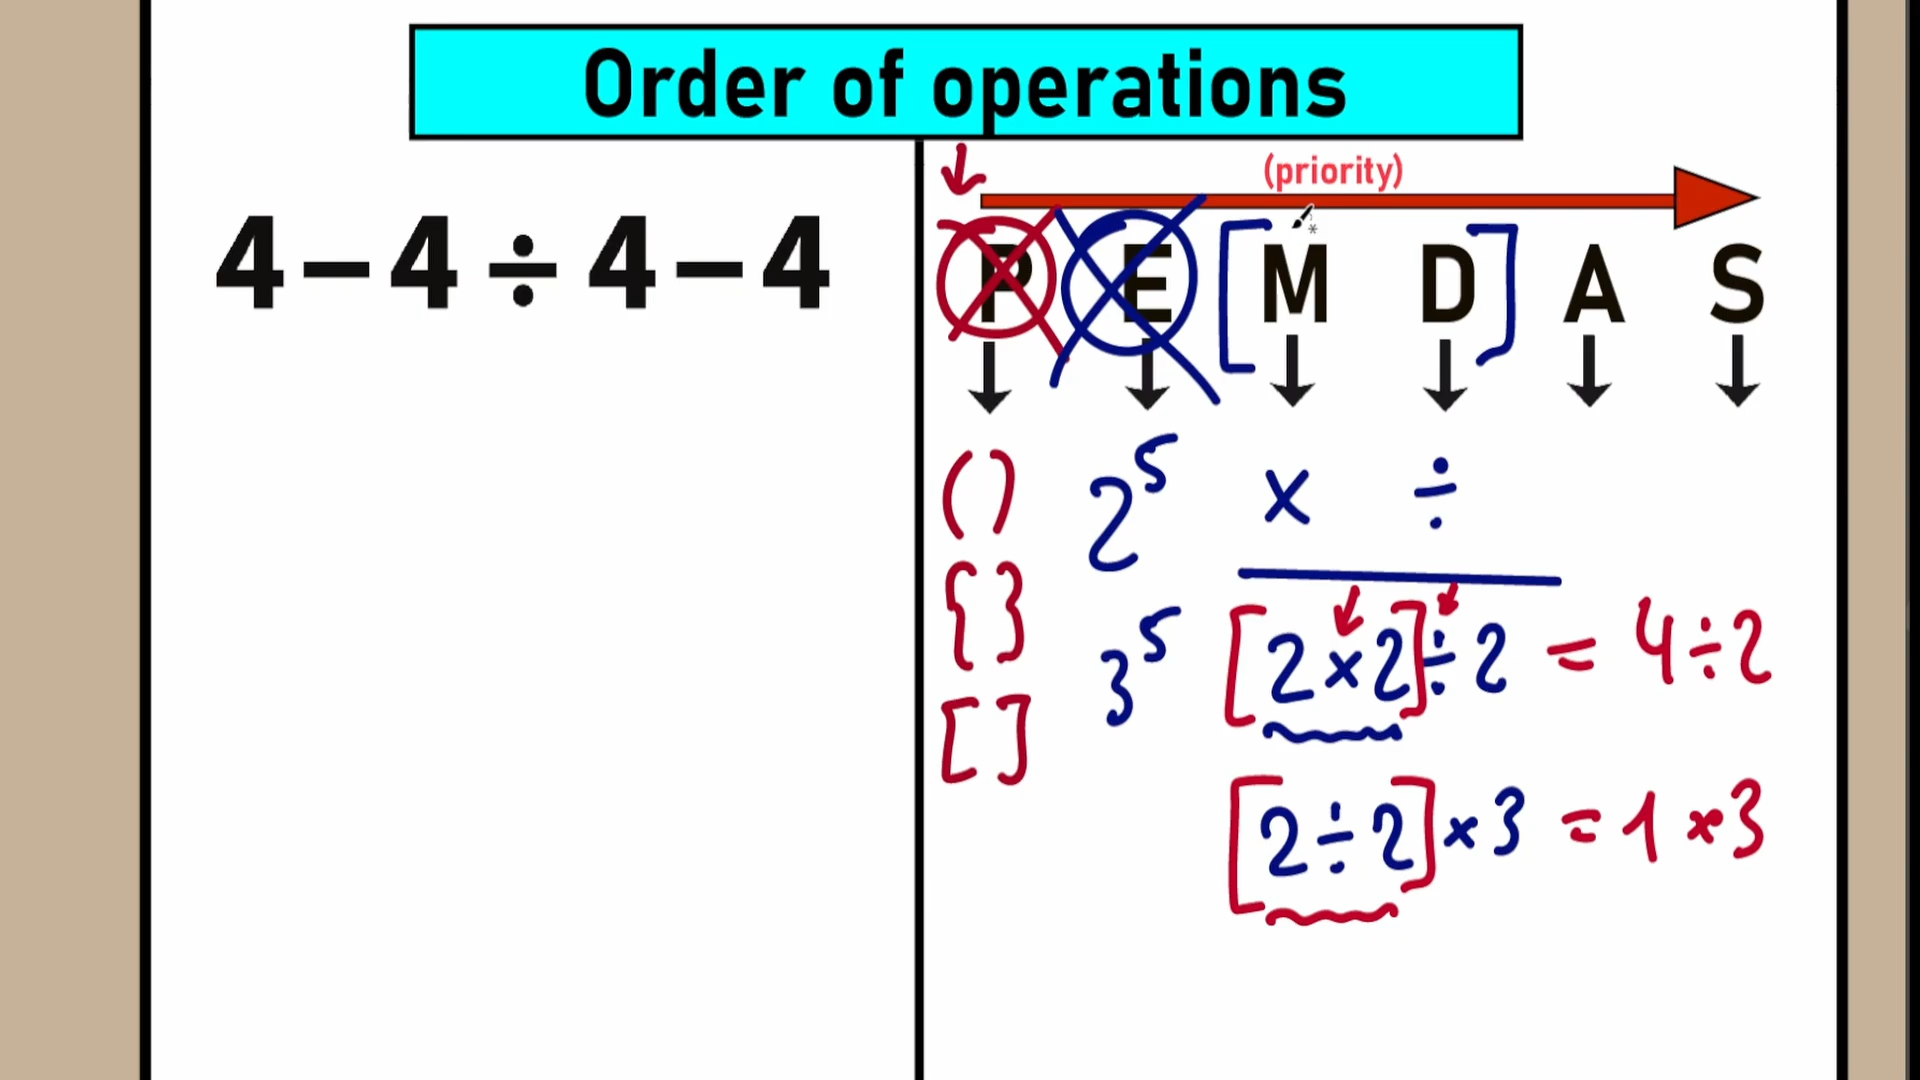 Order of operations
(priority)
4 − 4 ÷ 4 − 4
P E [ M D ] A S
( ) 2⁵ × ÷
{ } 3⁵ [2 × 2] ÷ 2 = 4 ÷ 2
[ ]
[2 ÷ 2] × 3 = 1 × 3